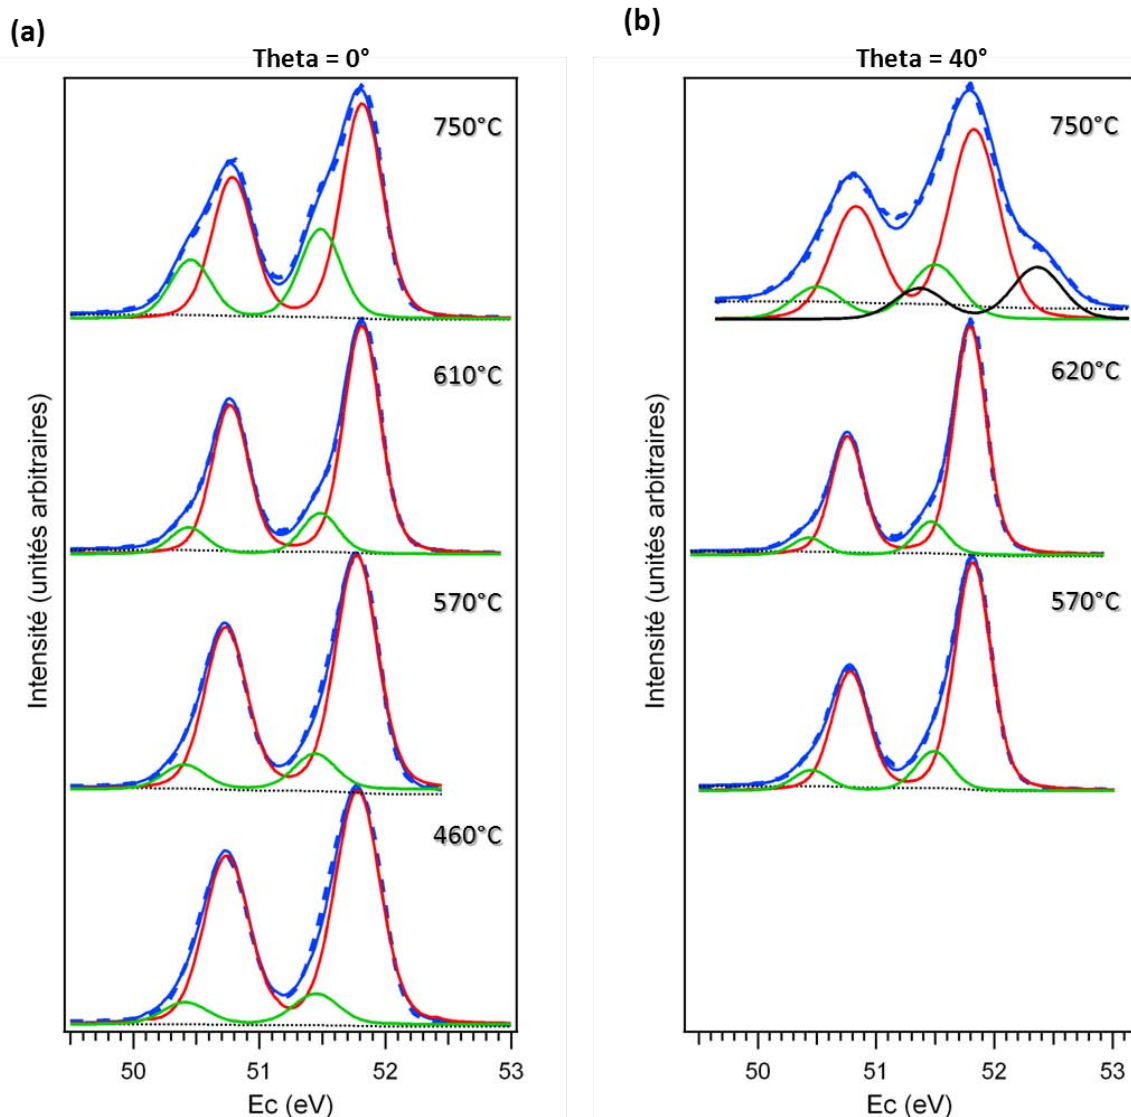 (a)
Theta = 0°
750°C
610°C
570°C
460°C
Intensité (unités arbitraires)
50 51 52 53
Ec (eV)
(b)
Theta = 40°
750°C
620°C
570°C
Intensité (unités arbitraires)
50 51 52 53
Ec (eV)